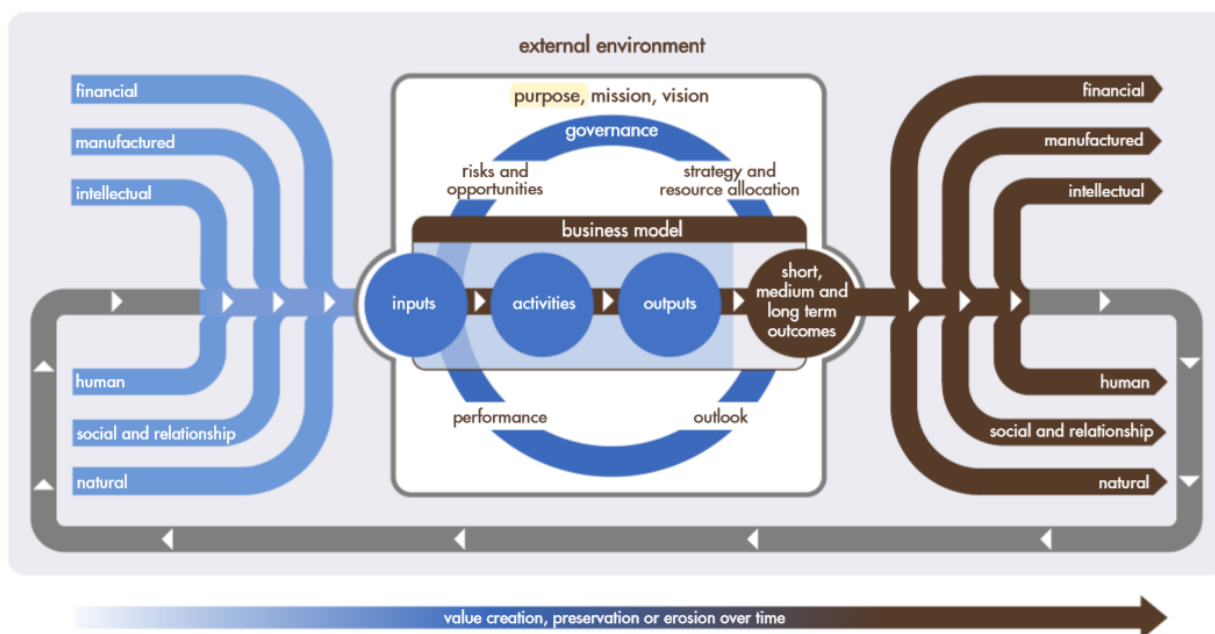 external environment
financial
manufactured
intellectual
human
social and relationship
natural
purpose, mission, vision
governance
risks and
opportunities
strategy and
resource allocation
business model
inputs
activities
outputs
short,
medium and
long term
outcomes
performance
outlook
financial
manufactured
intellectual
human
social and relationship
natural
value creation, preservation or erosion over time